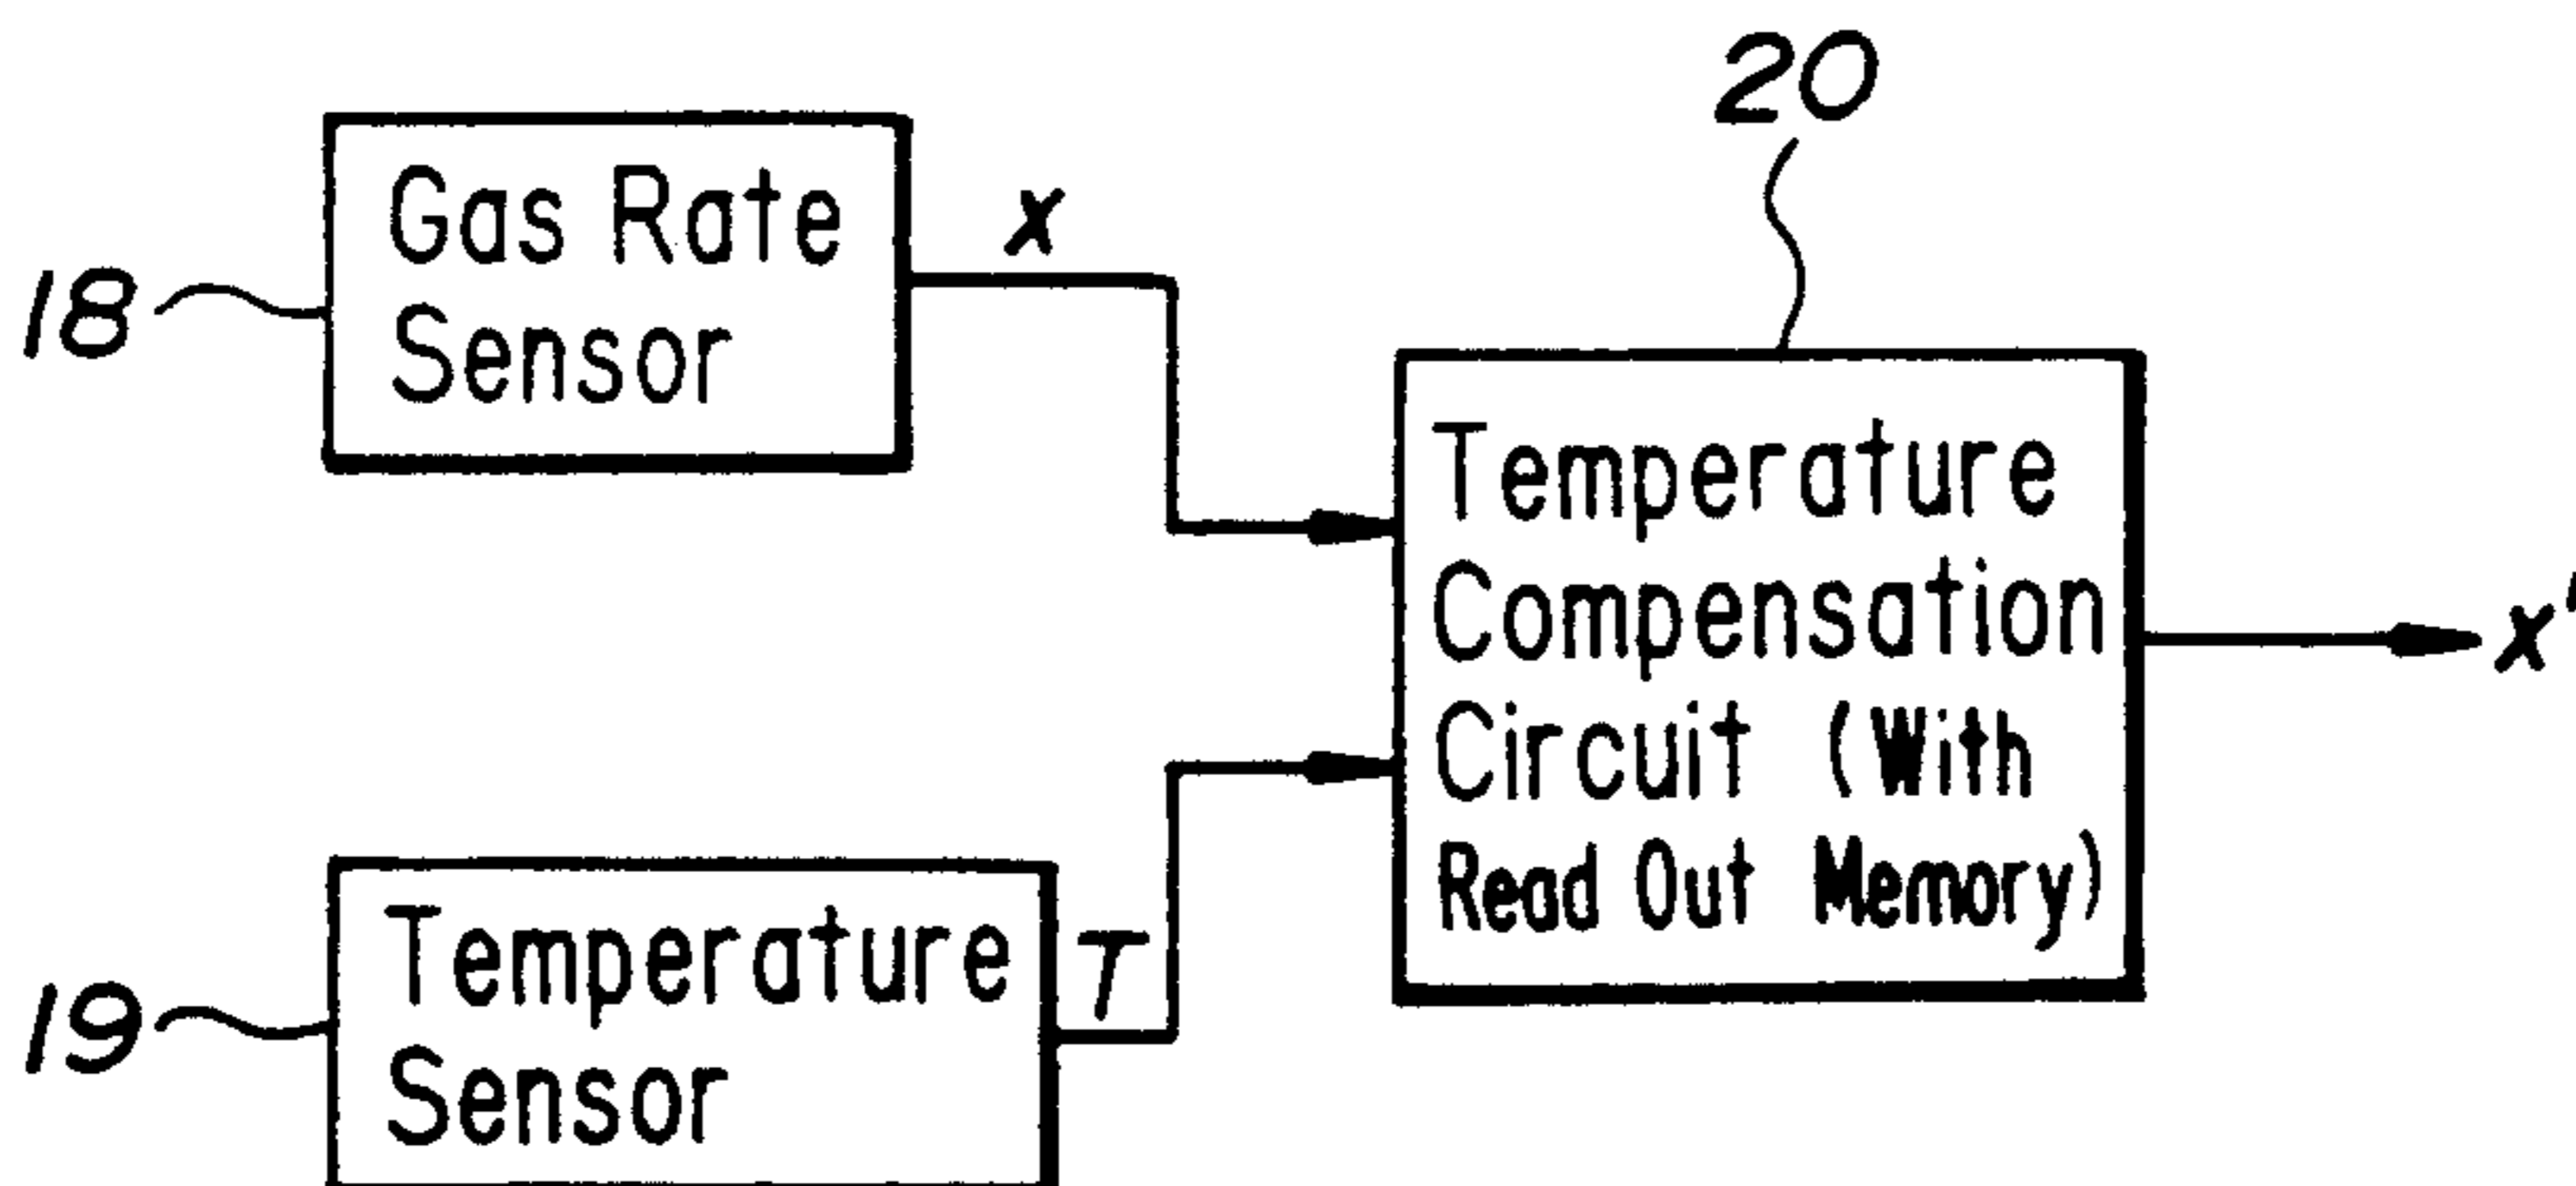 20
Gas Rate
Sensor
x
18
Temperature
Compensation
Circuit (With
Read Out Memory)
x'
Temperature
Sensor
T
19